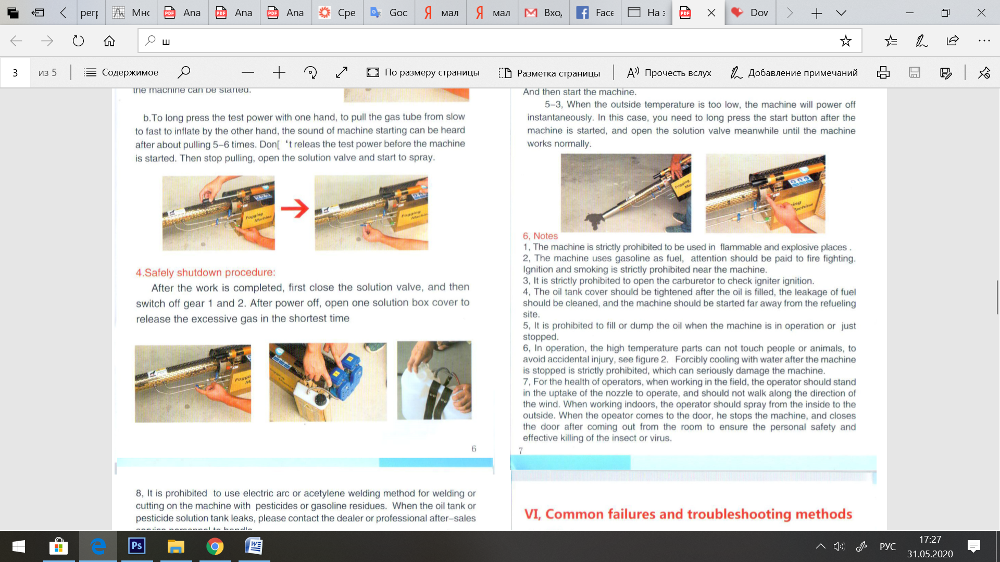 perp
Мнс
Ana
Ana
Ana
Сре
Goo
мал
мал
Вхо
Face
На з
Dow
ш
3 из 5
Содержимое
По размеру страницы
Разметка страницы
Прочесть вслух
Добавление примечаний
the machine can be started.
b.To long press the test power with one hand, to pull the gas tube from slow
to fast to inflate by the other hand, the sound of machine starting can be heard
after about pulling 5-6 times. Don[ ‘t releas the test power before the machine
is started. Then stop pulling, open the solution valve and start to spray.
Fogging
Machine
Fogging
Machin
4.Safely shutdown procedure:
After the work is completed, first close the solution valve, and then
switch off gear 1 and 2. After power off, open one solution box cover to
release the excessive gas in the shortest time
6
And then start the machine.
5-3, When the outside temperature is too low, the machine will power off
instantaneously. In this case, you need to long press the start button after the
machine is started, and open the solution valve meanwhile until the machine
works normally.
6, Notes
1, The machine is strictly prohibited to be used in flammable and explosive places .
2, The machine uses gasoline as fuel, attention should be paid to fire fighting.
Ignition and smoking is strictly prohibited near the machine.
3, It is strictly prohibited to open the carburetor to check igniter ignition.
4, The oil tank cover should be tightened after the oil is filled, the leakage of fuel
should be cleaned, and the machine should be started far away from the refueling
site.
5, It is prohibited to fill or dump the oil when the machine is in operation or just
stopped.
6, In operation, the high temperature parts can not touch people or animals, to
avoid accidental injury, see figure 2. Forcibly cooling with water after the machine
is stopped is strictly prohibited, which can seriously damage the machine.
7, For the health of operators, when working in the field, the operator should stand
in the uptake of the nozzle to operate, and should not walk along the direction of
the wind. When working indoors, the operator should spray from the inside to the
outside. When the opeator comes to the door, he stops the machine, and closes
the door after coming out from the room to ensure the personal safety and
effective killing of the insect or virus.
7
8, It is prohibited to use electric arc or acetylene welding method for welding or
cutting on the machine with pesticides or gasoline residues. When the oil tank or
pesticide solution tank leaks, please contact the dealer or professional after-sales
service personnel to handle
VI, Common failures and troubleshooting methods
РУС
17:27
31.05.2020